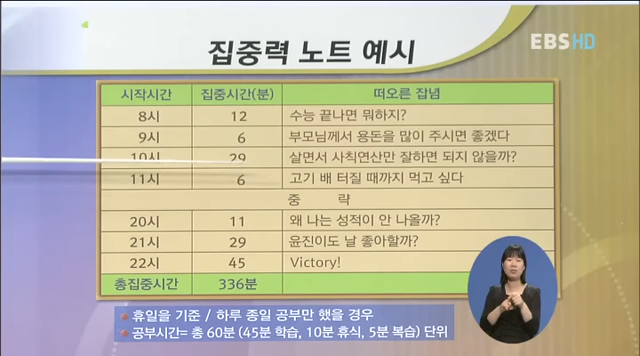 집중력 노트 예시
EBS HD
시작시간 집중시간(분) 떠오른 잡념
8시 12 수능 끝나면 뭐하지?
9시 6 부모님께서 용돈을 많이 주시면 좋겠다
10시 29 살면서 사칙연산만 잘하면 되지 않을까?
11시 6 고기 배 터질 때까지 먹고 싶다
중 략
20시 11 왜 나는 성적이 안 나올까?
21시 29 윤진이도 날 좋아할까?
22시 45 Victory!
총집중시간 336분
• 휴일을 기준 / 하루 종일 공부만 했을 경우
• 공부시간= 총 60분 (45분 학습, 10분 휴식, 5분 복습) 단위